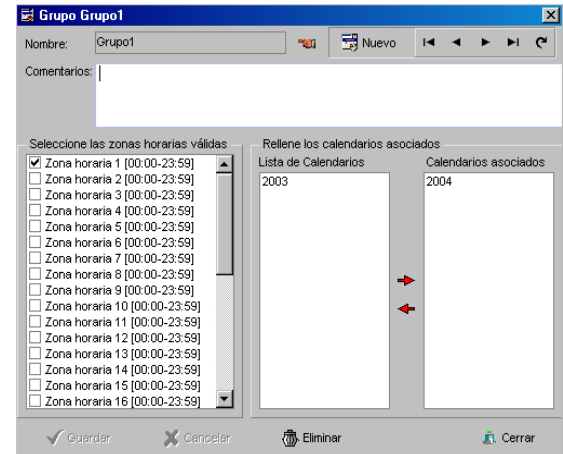 Grupo Grupo1
Nombre: Grupo1 Nuevo
Comentarios:
Seleccione las zonas horarias válidas
Zona horaria 1 [00:00-23:59]
Zona horaria 2 [00:00-23:59]
Zona horaria 3 [00:00-23:59]
Zona horaria 4 [00:00-23:59]
Zona horaria 5 [00:00-23:59]
Zona horaria 6 [00:00-23:59]
Zona horaria 7 [00:00-23:59]
Zona horaria 8 [00:00-23:59]
Zona horaria 9 [00:00-23:59]
Zona horaria 10 [00:00-23:59]
Zona horaria 11 [00:00-23:59]
Zona horaria 12 [00:00-23:59]
Zona horaria 13 [00:00-23:59]
Zona horaria 14 [00:00-23:59]
Zona horaria 15 [00:00-23:59]
Zona horaria 16 [00:00-23:59]
Rellene los calendarios asociados
Lista de Calendarios
2003
Calendarios asociados
2004
Guardar Cancelar Eliminar Cerrar